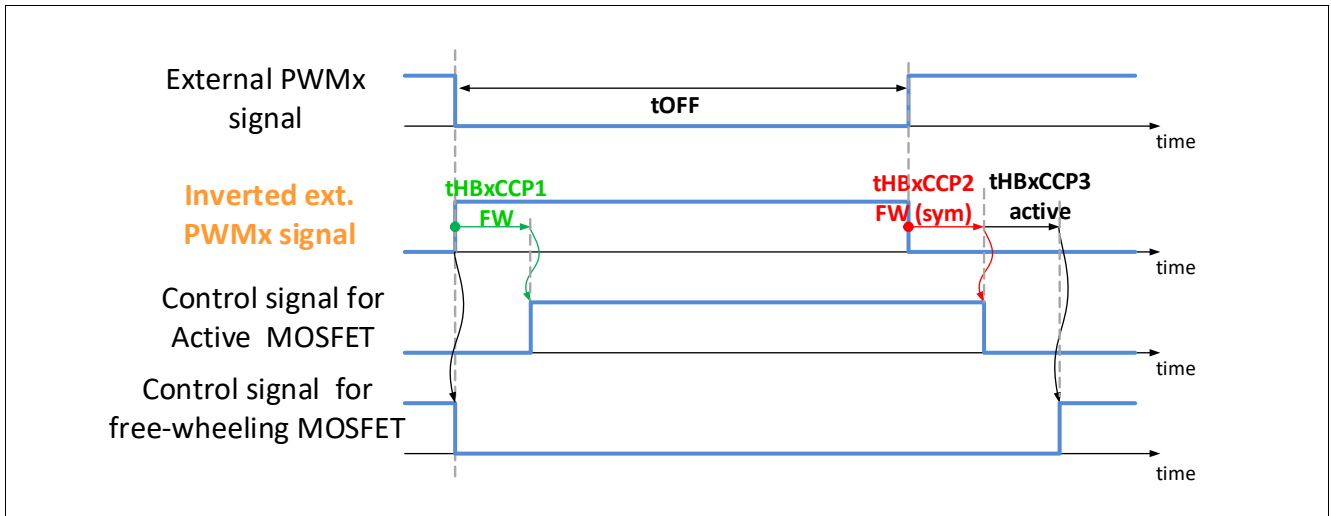 External PWMx
signal
tOFF
time
Inverted ext.
PWMx signal
tHBxCCP1
FW
tHBxCCP2
FW (sym)
tHBxCCP3
active
time
Control signal for
Active MOSFET
time
Control signal for
free-wheeling MOSFET
time